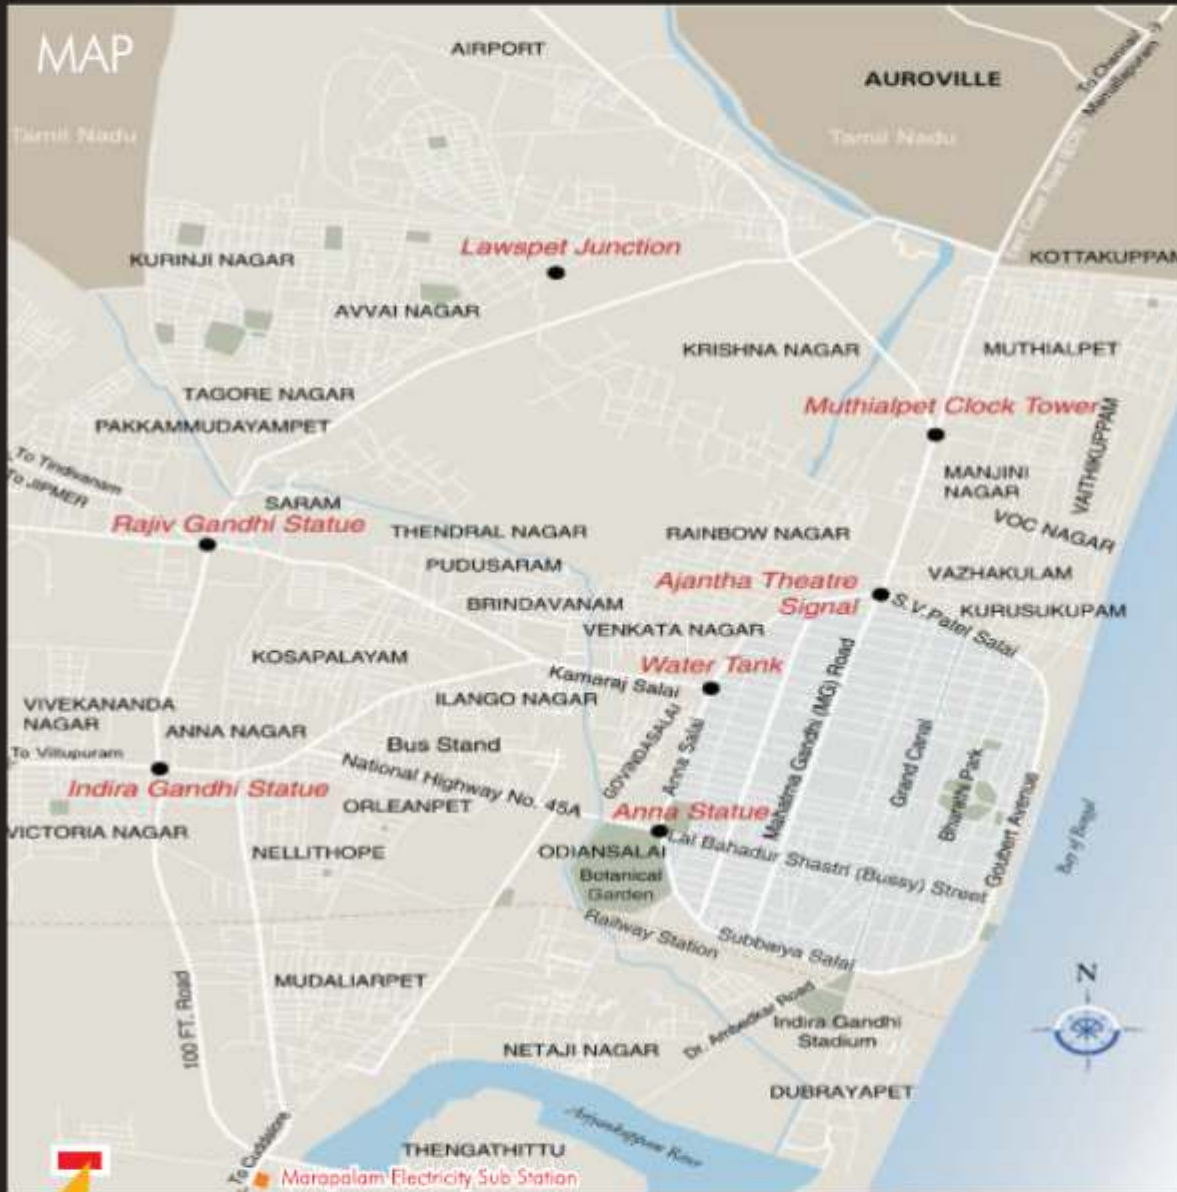 MAP
AIRPORT
AUROVILLE
To Chennai
Mamallapuram
Tamil Nadu
Tamil Nadu
East Coast Road (ECR)
KOTTAKUPPAM
Lawspet Junction
KURINJI NAGAR
AVVAI NAGAR
KRISHNA NAGAR
MUTHIALPET
TAGORE NAGAR
Muthialpet Clock Tower
PAKKAMMUDAYAMPET
VAITHIKUPPAM
To Tindivanam
To JIPMER
MANJINI
NAGAR
SARAM
Rajiv Gandhi Statue
THENDRAL NAGAR
RAINBOW NAGAR
VOC NAGAR
PUDUSARAM
Ajantha Theatre
Signal
VAZHAKULAM
BRINDAVANAM
S.V.Patel Salai
KURUSUKUPAM
VENKATA NAGAR
KOSAPALAYAM
Water Tank
Kamaraj Salai
Mahatma Gandhi (MG) Road
VIVEKANANDA
NAGAR
ILANGO NAGAR
ANNA NAGAR
GOVINDASALAI
Anna Salai
Grand Canal
Bharathi Park
Bus Stand
To Villupuram
National Highway No. 45A
Indira Gandhi Statue
ORLEANPET
Anna Statue
Goubert Avenue
Bay of Bengal
VICTORIA NAGAR
NELLITHOPE
ODIANSALAI
Lal Bahadur Shastri (Bussy) Street
Botanical
Garden
Railway Station
Subbaiya Salai
N
MUDALIARPET
100 FT. Road
Dr. Ambedkar Road
Indira Gandhi
Stadium
NETAJI NAGAR
DUBRAYAPET
Ariyankuppam River
THENGATHITTU
To Cuddalore
Marapalam Electricity Sub Station